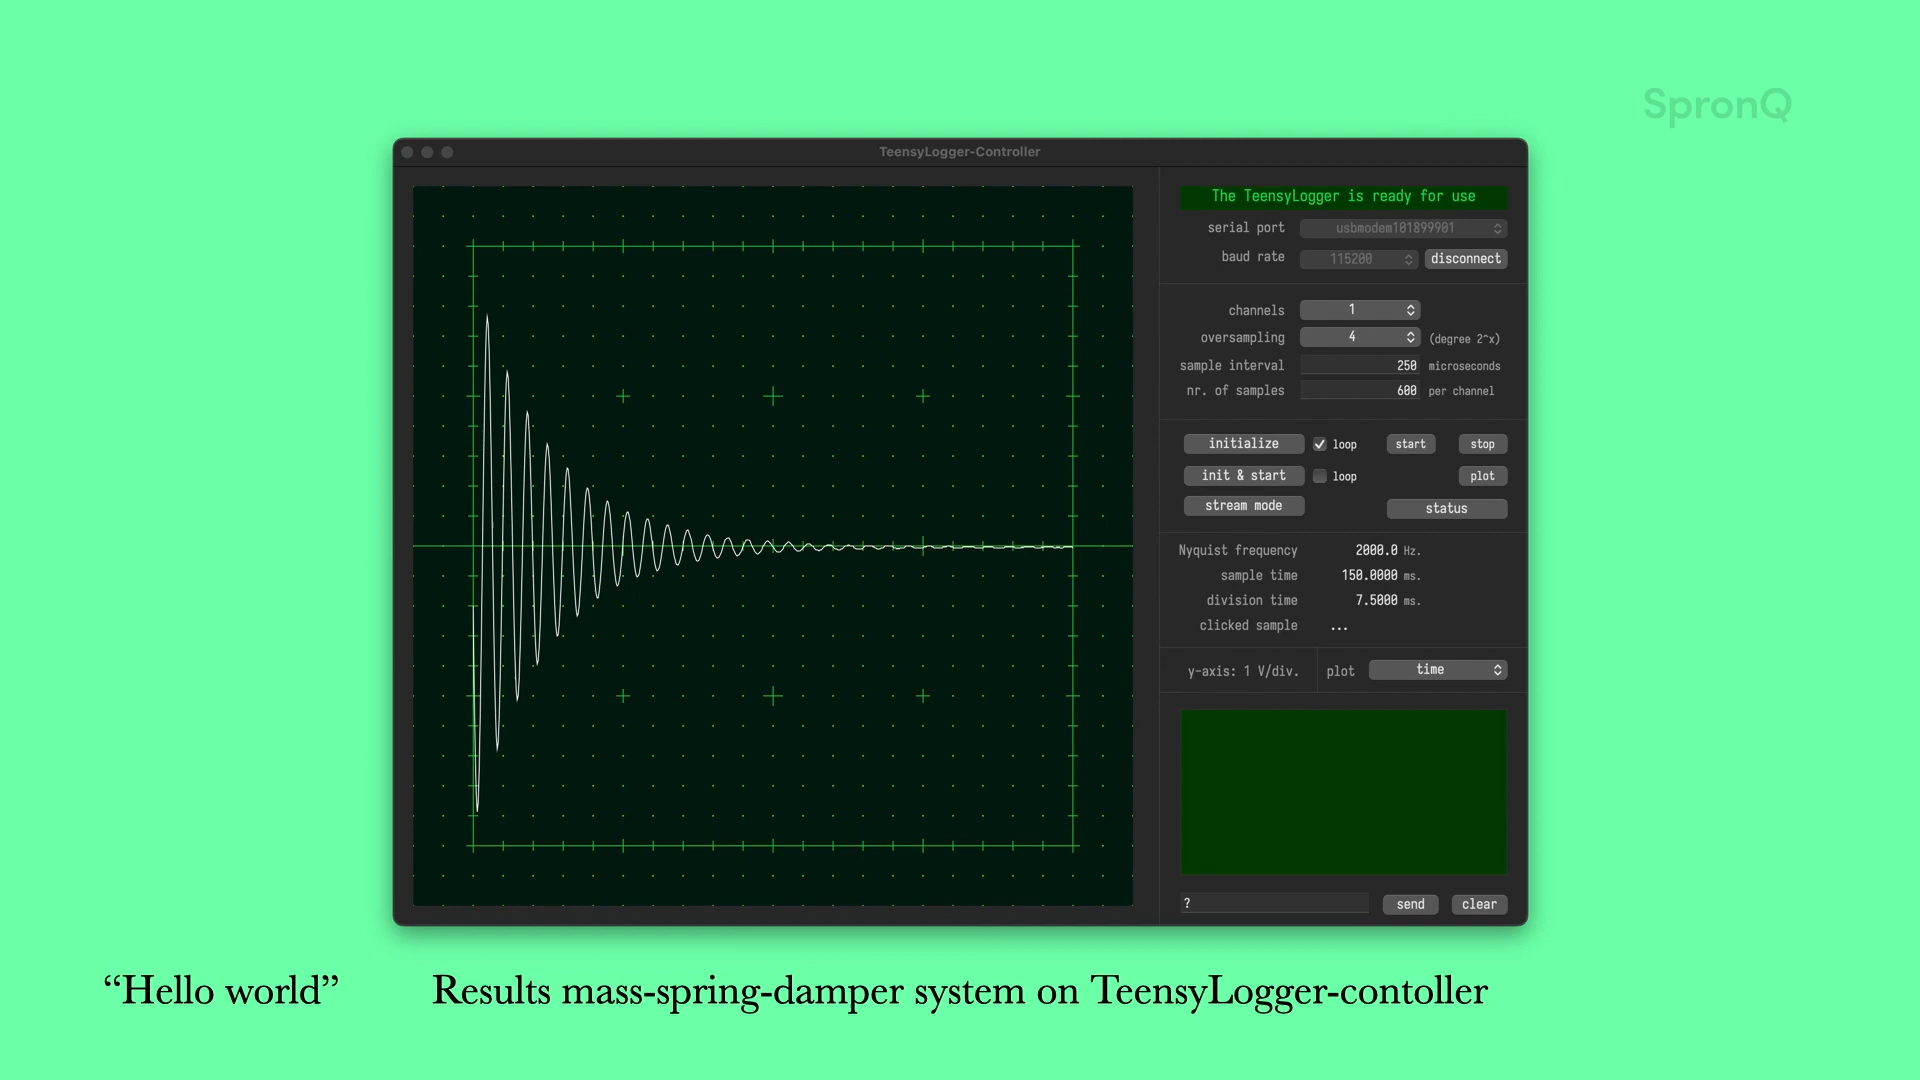 SpronQ
TeensyLogger-Controller
The TeensyLogger is ready for use
serial port usbmodem101899901
baud rate 115200 disconnect
channels 1
oversampling 4 (degree 2^x)
sample interval 250 microseconds
nr. of samples 600 per channel
initialize loop start stop
init & start loop plot
stream mode status
Nyquist frequency 2000.0 Hz.
sample time 150.0000 ms.
division time 7.5000 ms.
clicked sample ...
y-axis: 1 V/div. plot time
? send clear
“Hello world” Results mass-spring-damper system on TeensyLogger-contoller